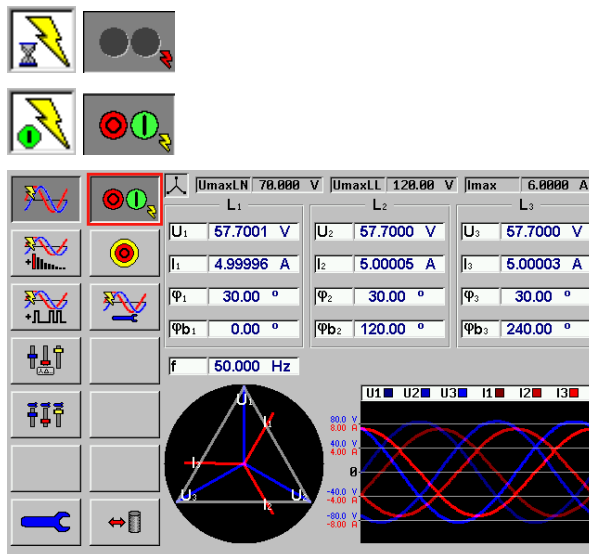 UmaxLN 70.000 V UmaxLL 120.00 V Imax 6.0000 A
L1 L2 L3
U1 57.7001 V U2 57.7000 V U3 57.7000 V
I1 4.99996 A I2 5.00005 A I3 5.00003 A
φ1 30.00 º φ2 30.00 º φ3 30.00 º
φb1 0.00 º φb2 120.00 º φb3 240.00 º
f 50.000 Hz
U1 U2 U3 I1 I2 I3
U1
I1
I3
U3
U2
I2
80.0 V
8.00 A
40.0 V
4.00 A
0
-40.0 V
-4.00 A
-80.0 V
-8.00 A